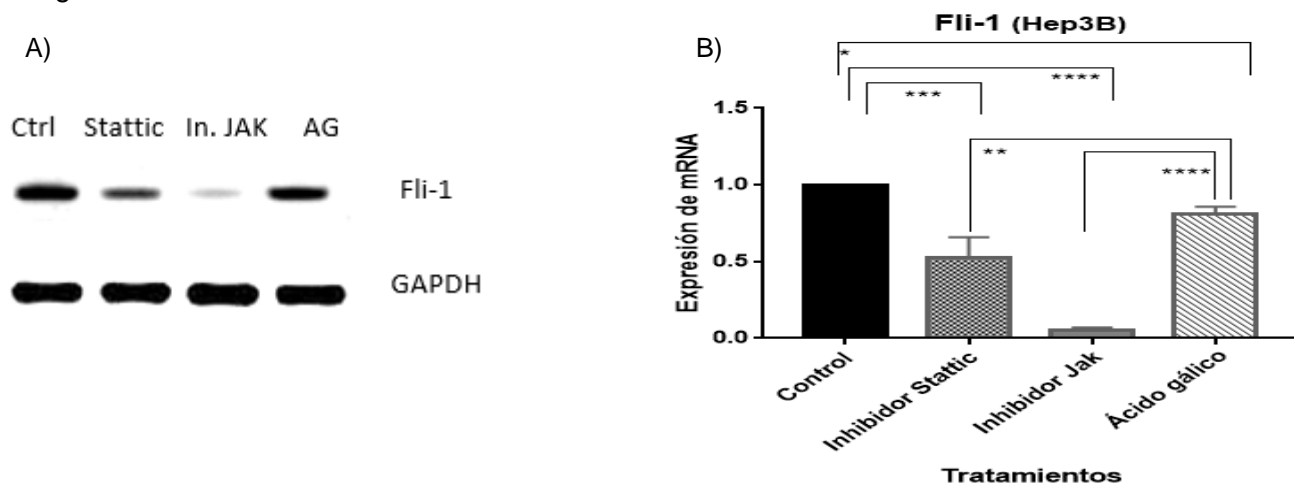 A)
Ctrl Stattic In. JAK AG
Fli-1
GAPDH
B)
Fli-1 (Hep3B)
*
****
***
**
****
Expresión de mRNA
1.5
1.0
0.5
0.0
Control
Inhibidor Stattic
Inhibidor Jak
Àcido gálico
Tratamientos